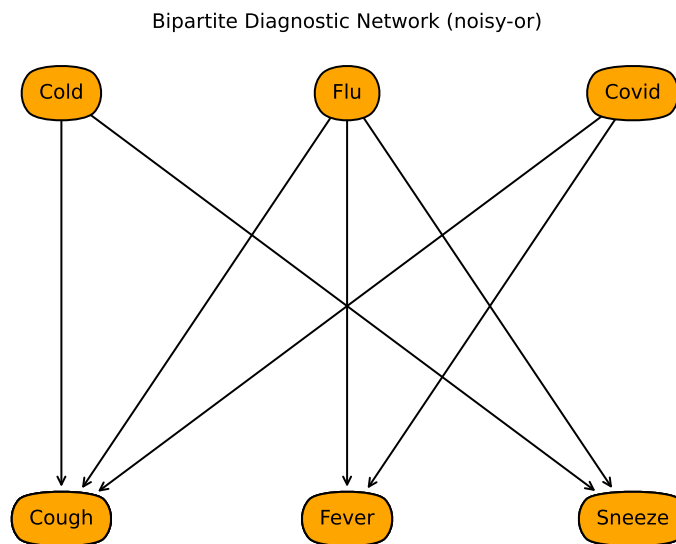 Bipartite Diagnostic Network (noisy-or)
Cold
Flu
Covid
Cough
Fever
Sneeze